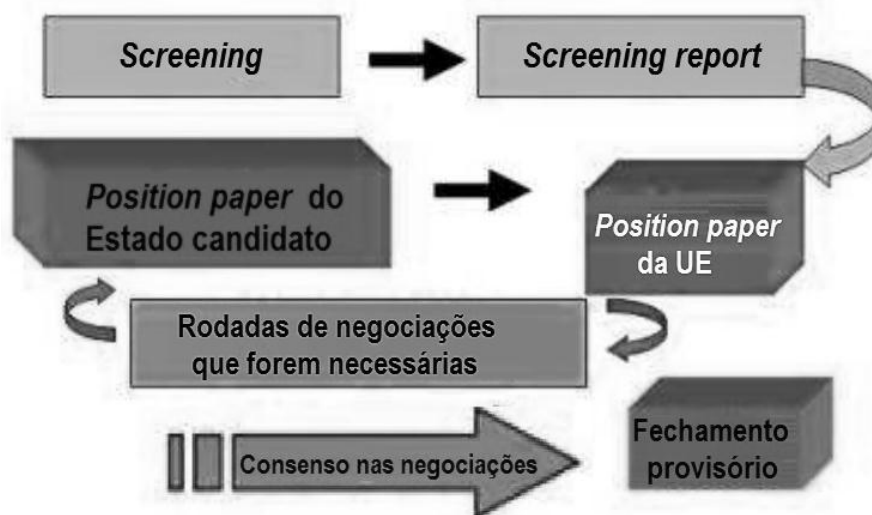 Screening
Screening report
Position paper do
Estado candidato
Position paper
da UE
Rodadas de negociações
que forem necessárias
Consenso nas negociações
Fechamento
provisório